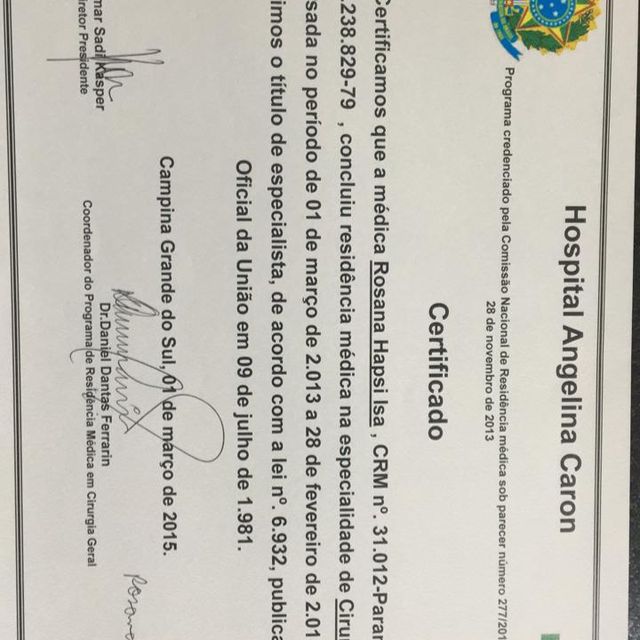 Hospital Angelina Caron
Programa credenciado pela Comissão Nacional de Residência médica sob parecer número 277/201
28 de novembro de 2013
Certificado
Certificamos que a médica Rosana Hapsi Isa , CRM nº. 31.012-Paran
.238.829-79 , concluiu residência médica na especialidade de Cirur
sada no período de 01 de março de 2.013 a 28 de fevereiro de 2.01
imos o título de especialista, de acordo com a lei nº. 6.932, publica
Oficial da União em 09 de julho de 1.981.
Campina Grande do Sul, 01 de março de 2015.
mar Sadi Kasper
iretor Presidente
Dr.Daniel Dantas Ferrarin
Coordenador do Programa de Residência Médica em Cirurgia Geral